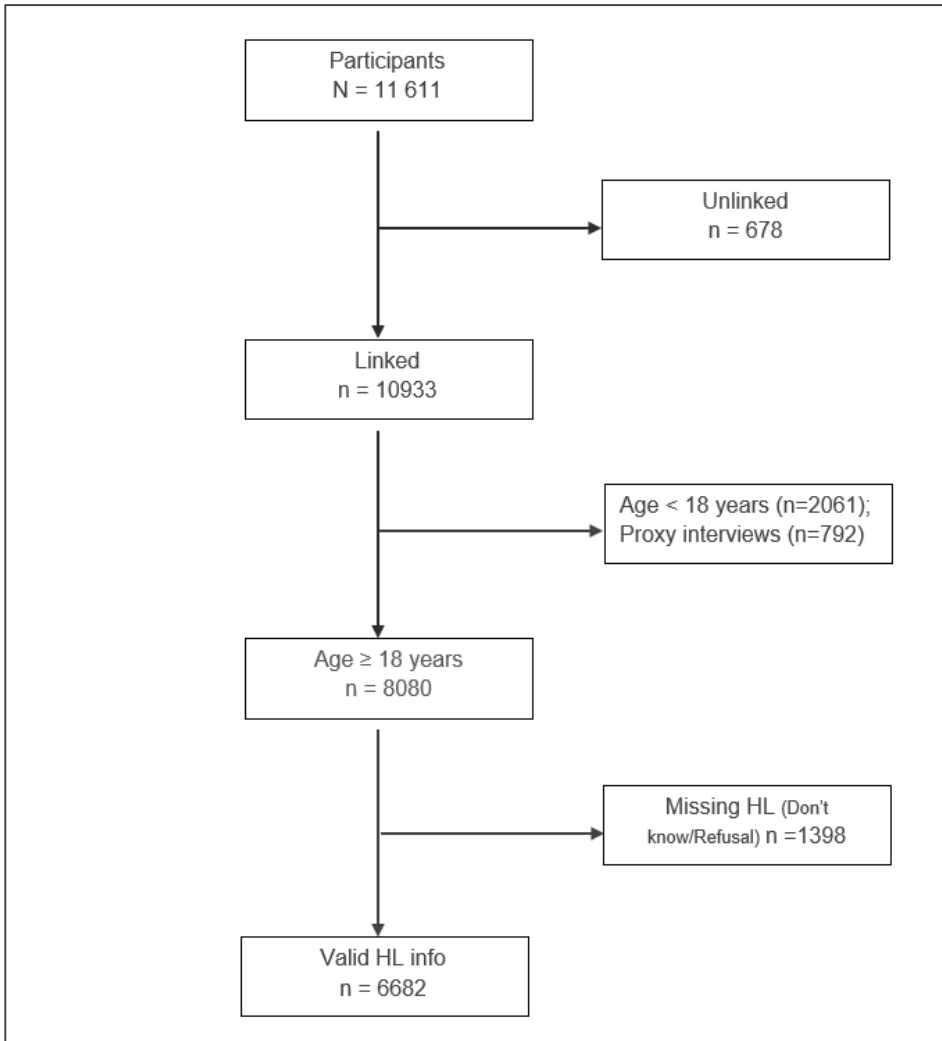 Participants
N = 11 611
Unlinked
n = 678
Linked
n = 10933
Age < 18 years (n=2061);
Proxy interviews (n=792)
Age ≥ 18 years
n = 8080
Missing HL (Don't
know/Refusal) n =1398
Valid HL info
n = 6682